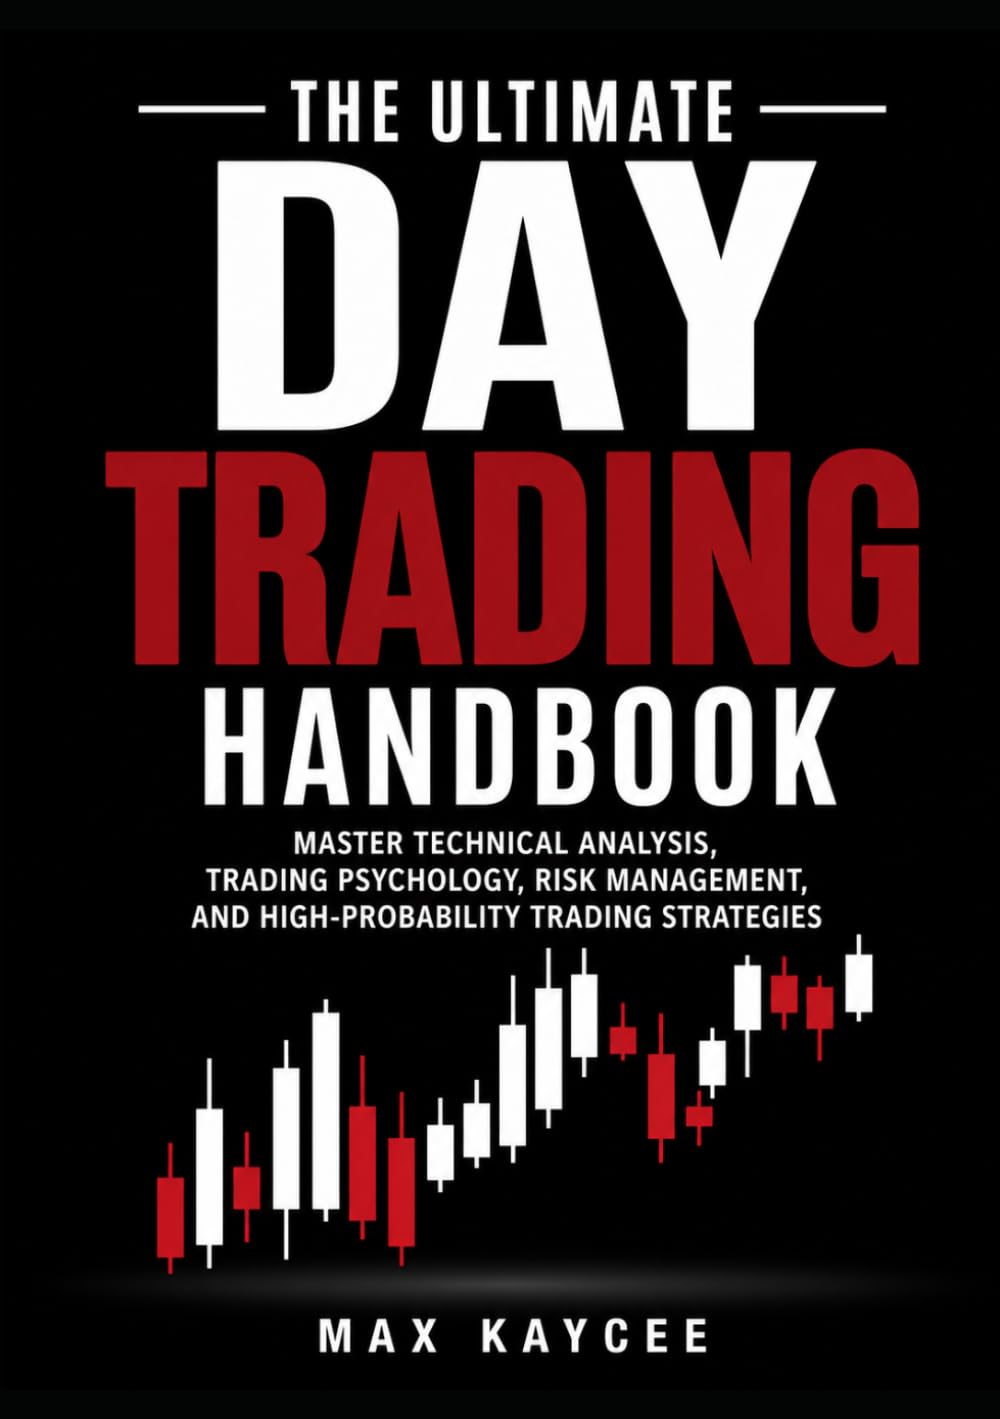 THE ULTIMATE
DAY
TRADING
HANDBOOK
MASTER TECHNICAL ANALYSIS,
TRADING PSYCHOLOGY, RISK MANAGEMENT,
AND HIGH-PROBABILITY TRADING STRATEGIES
MAX KAYCEE